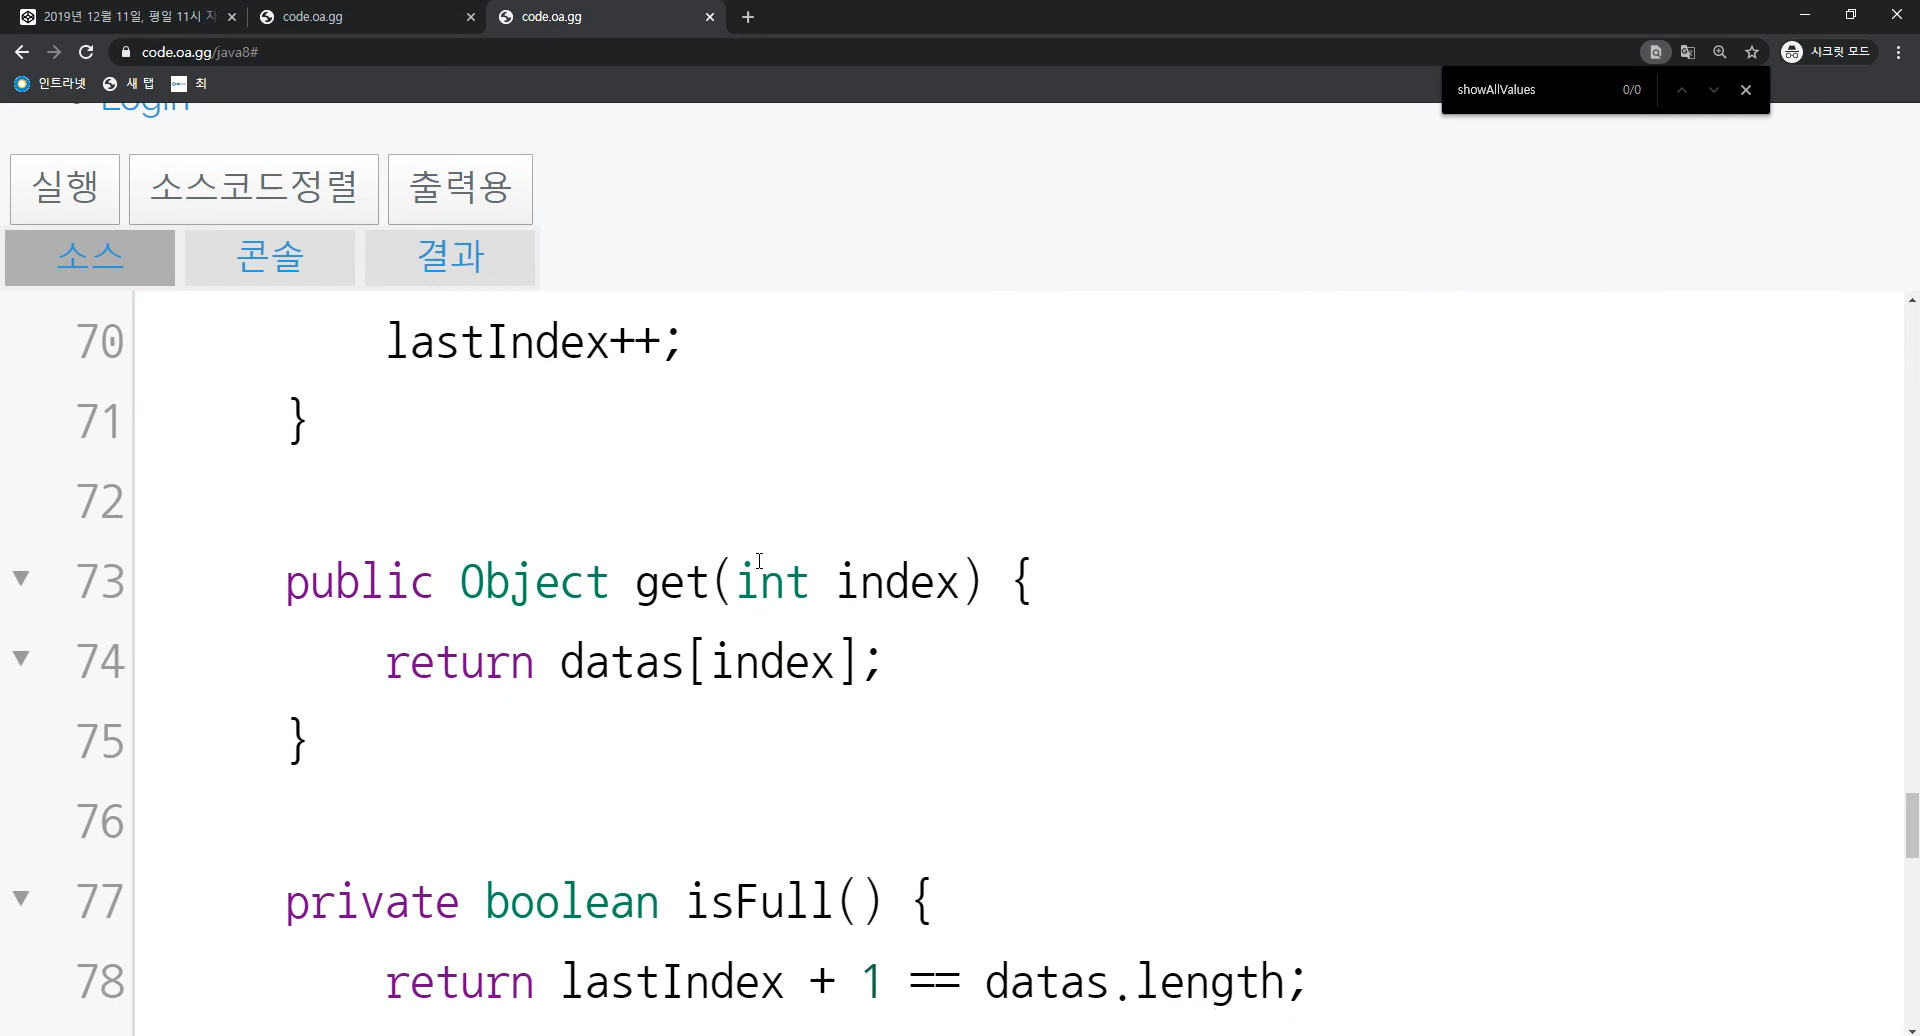 2019년 12월 11일, 평일 11시 자
code.oa.gg
code.oa.gg
code.oa.gg/java8#
시크릿 모드
인트라넷 새 탭 최
showAllValues 0/0
Login
실행 소스코드정렬 출력용
소스 콘솔 결과
70 lastIndex++;
71 }
72
73 public Object get(int index) {
74 return datas[index];
75 }
76
77 private boolean isFull() {
78 return lastIndex + 1 == datas.length;